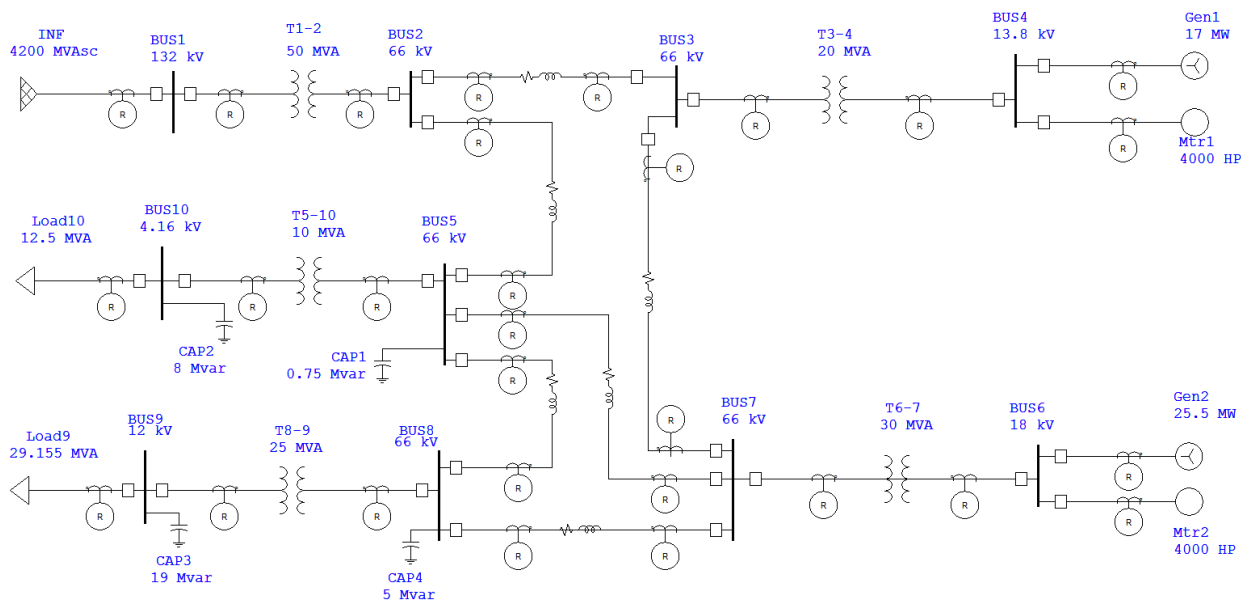 INF
4200 MVAsc
BUS1
132 kV
T1-2
50 MVA
BUS2
66 kV
BUS3
66 kV
T3-4
20 MVA
BUS4
13.8 kV
Gen1
17 MW
R
R
R
R
R
R
R
R
R
R
R
Mtr1
4000 HP
Load10
12.5 MVA
BUS10
4.16 kV
T5-10
10 MVA
BUS5
66 kV
R
R
R
R
R
R
CAP2
8 Mvar
CAP1
0.75 Mvar
Load9
29.155 MVA
BUS9
12 kV
T8-9
25 MVA
BUS8
66 kV
BUS7
66 kV
T6-7
30 MVA
BUS6
18 kV
Gen2
25.5 MW
R
R
R
R
R
R
R
R
R
R
R
R
R
Mtr2
4000 HP
CAP3
19 Mvar
CAP4
5 Mvar